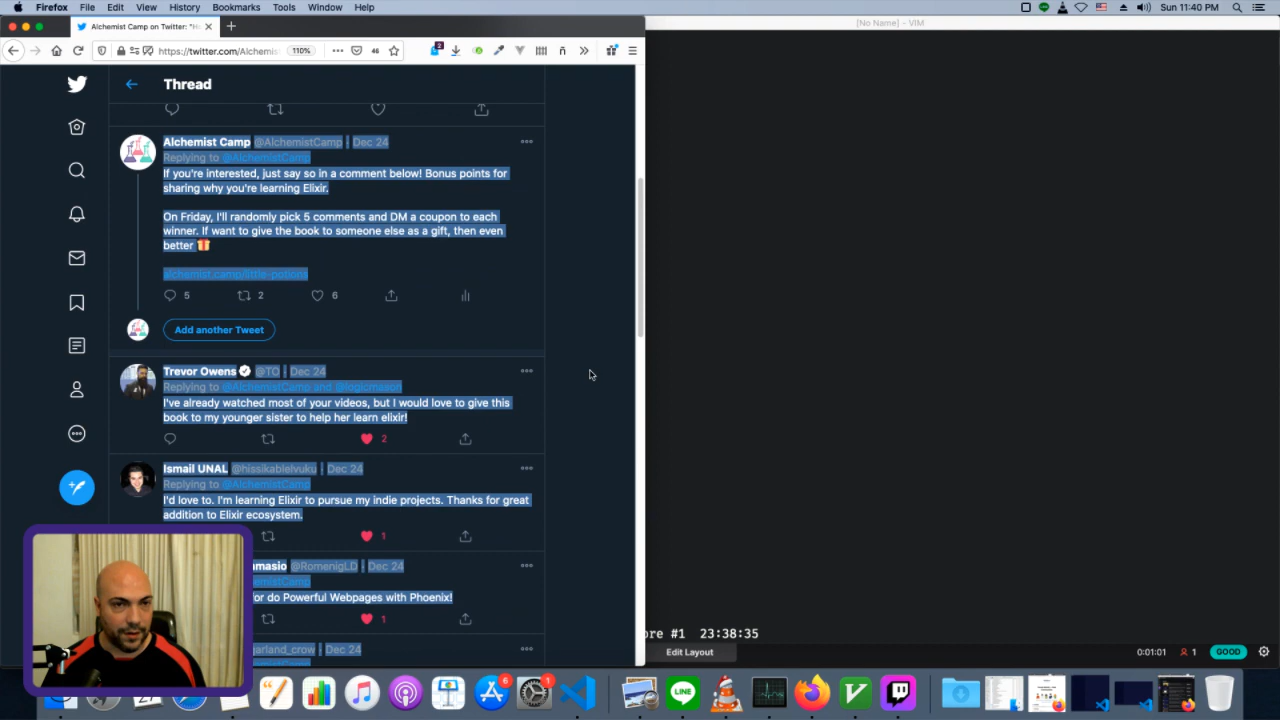 Firefox File Edit View History Bookmarks Tools Window Help
Sun 11:40 PM
Alchemist Camp on Twitter: "H
[No Name] – VIM
https://twitter.com/Alchemis
110%
46
2
Thread
Alchemist Camp @AlchemistCamp · Dec 24
Replying to @AlchemistCamp
If you're interested, just say so in a comment below! Bonus points for
sharing why you're learning Elixir.
On Friday, I'll randomly pick 5 comments and DM a coupon to each
winner. If want to give the book to someone else as a gift, then even
better 🎁
alchemist.camp/little-potions
5 2 6
Add another Tweet
Trevor Owens @TO · Dec 24
Replying to @AlchemistCamp and @logicmason
I've already watched most of your videos, but I would love to give this
book to my younger sister to help her learn elixir!
2
Ismail UNAL @hissikablelvuku · Dec 24
Replying to @AlchemistCamp
I'd love to. I'm learning Elixir to pursue my indie projects. Thanks for great
addition to Elixir ecosystem.
1
amasio @RomenigLD · Dec 24
emistCamp
or do Powerful Webpages with Phoenix!
1
garland_crow · Dec 24
emistCamp
ore #1 23:38:35
Edit Layout
0:01:01 1 GOOD
6 1
LINE